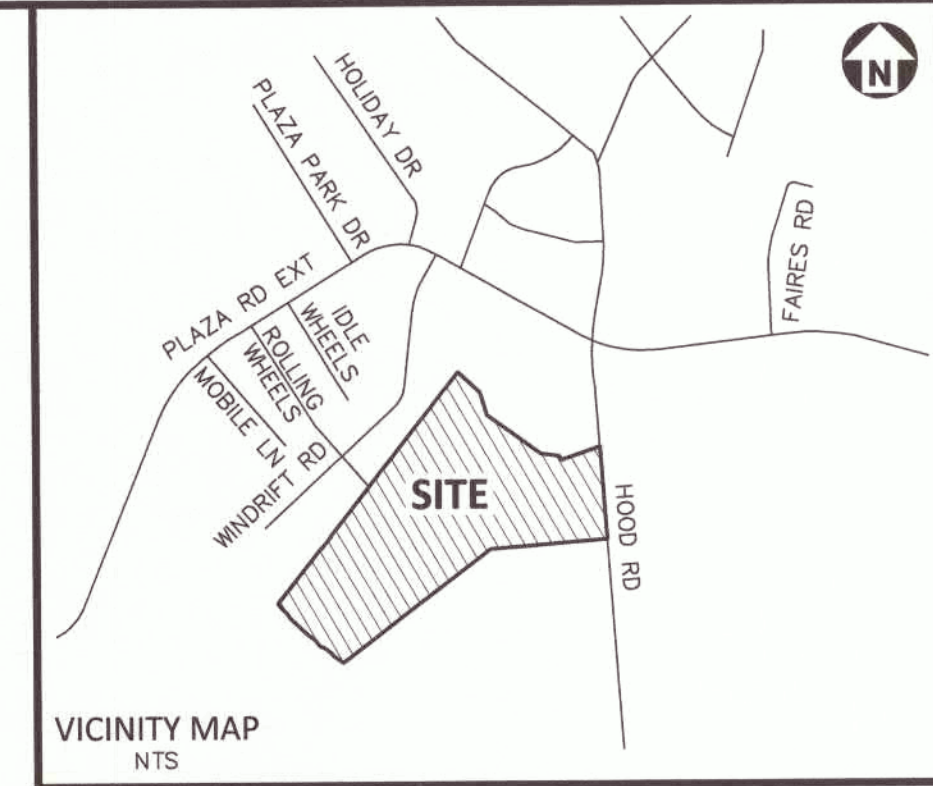 N
HOLIDAY DR
PLAZA PARK DR
PLAZA RD EXT
IDLE
WHEELS
ROLLING
WHEELS
MOBILE LN
WINDRIFT RD
FAIRES RD
SITE
HOOD RD
VICINITY MAP
NTS